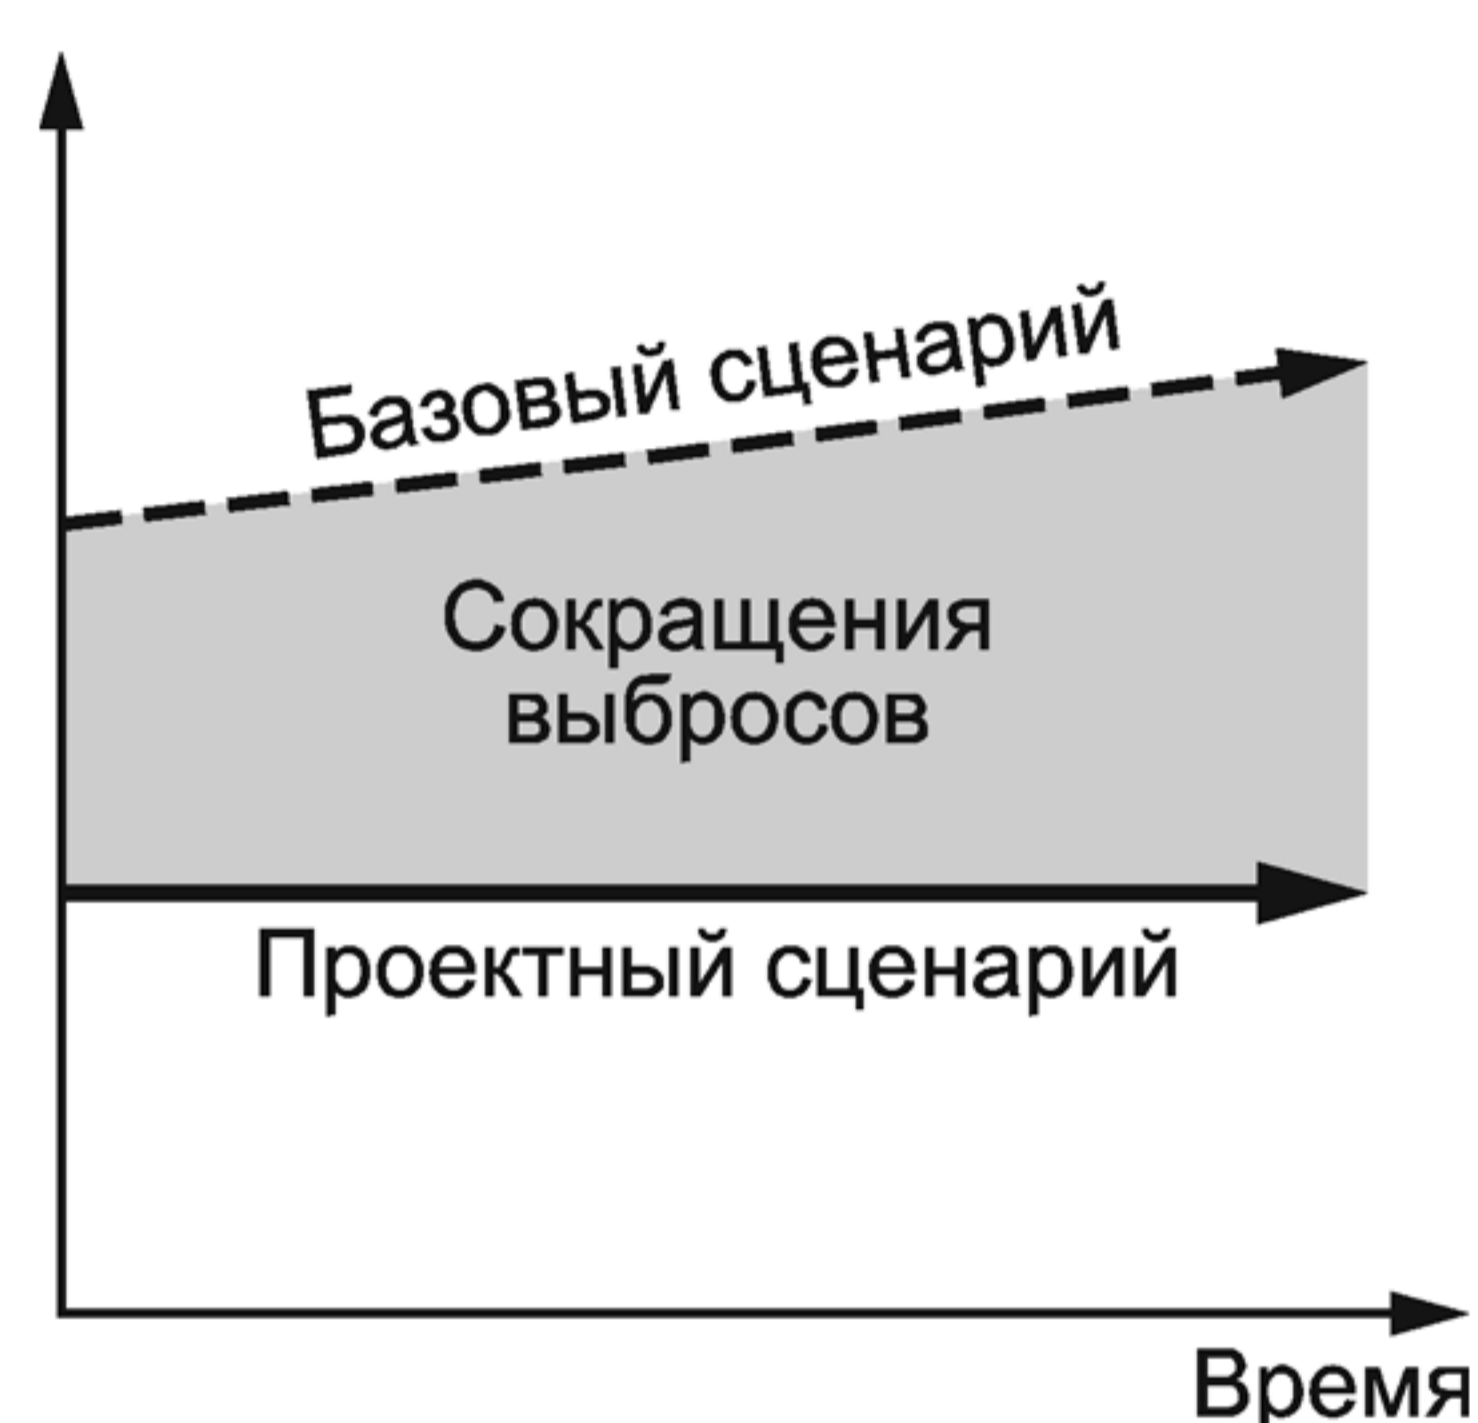 Базовый сценарий
Сокращения
выбросов
Проектный сценарий
Время